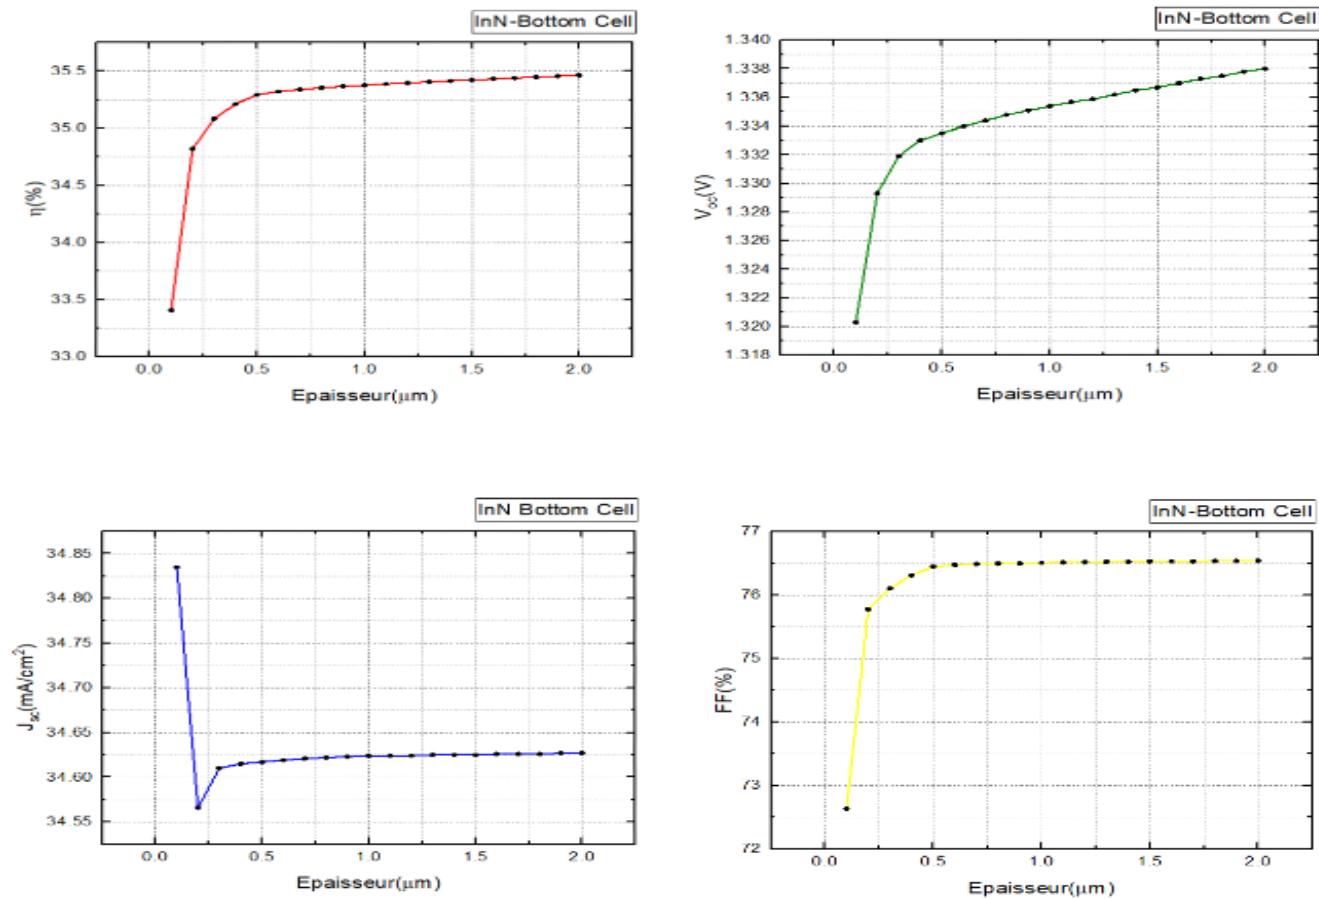 InN-Bottom Cell
35.5
35.0
34.5
34.0
33.5
33.0
η(%)
0.0 0.5 1.0 1.5 2.0
Epaisseur(μm)
InN-Bottom Cell
1.340
1.338
1.336
1.334
1.332
1.330
1.328
1.326
1.324
1.322
1.320
1.318
Voc(V)
0.0 0.5 1.0 1.5 2.0
Epaisseur(μm)
InN Bottom Cell
34.85
34.80
34.75
34.70
34.65
34.60
34.55
Jsc(mA/cm²)
0.0 0.5 1.0 1.5 2.0
Epaisseur(μm)
InN-Bottom Cell
77
76
75
74
73
72
FF(%)
0.0 0.5 1.0 1.5 2.0
Epaisseur(μm)